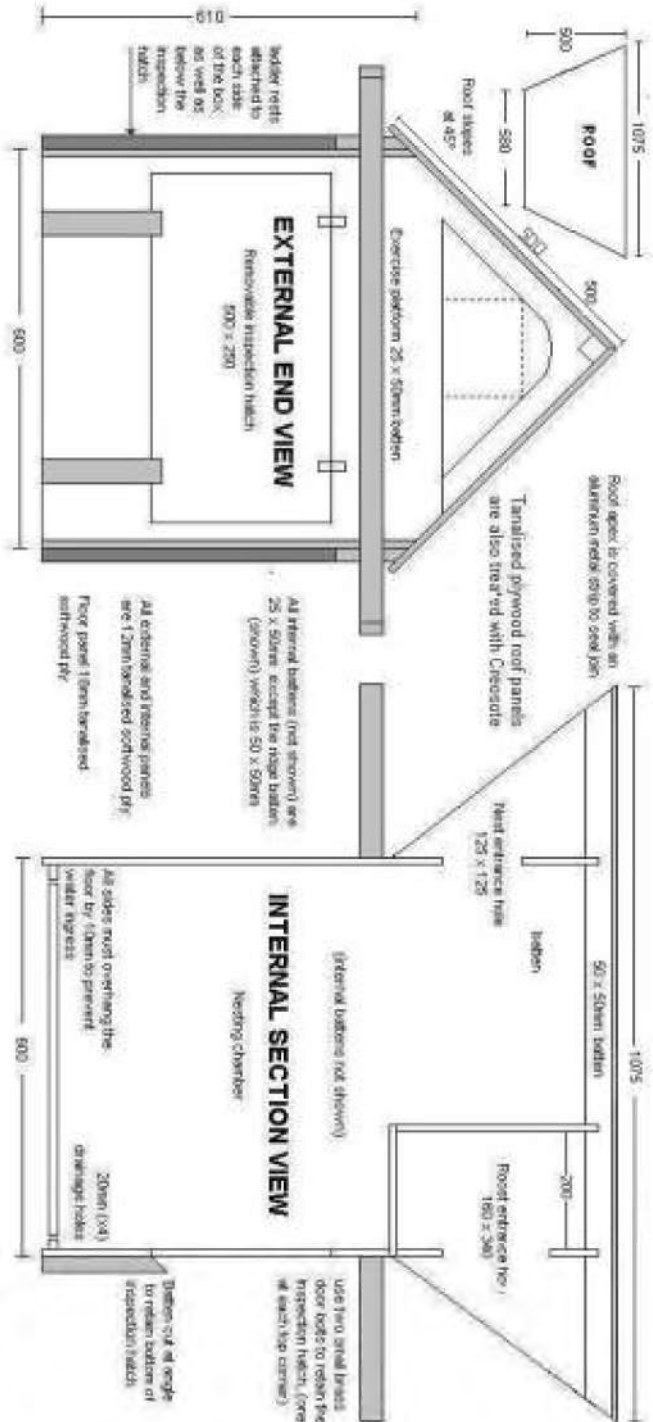 1075
ROOF
500
580
Roof slopes
at 45°
610
ladder rests
attached to
each side
of the box,
as well as
below the
inspection
hatch
500
Exercise platform 25 x 50mm batten
EXTERNAL END VIEW
Removable inspection hatch
500 x 250
600
Roof apex is covered with an
aluminum metal strip to seal join
Tanalised plywood roof panels
are also treated with Creosote
All internal battens (not shown) are
25 x 50mm except the ridge batten
(shown) which is 50 x 50mm
All external and internal panels
are 12mm tanalised softwood ply
Floor panel 18mm tanalised
softwood ply
1075
50 x 50mm batten
batten
Nest entrance hole
125 x 125
200
Roost entrance
160 x 340
(internal battens not shown)
INTERNAL SECTION VIEW
Nesting chamber
All sides must overhang the
floor by 10mm to prevent
water ingress
20mm (x4)
drainage holes
use two small brass
door bolts to retain the
inspection hatch, (one
at each top corner)
Batten cut at angle
to retain bottom of
inspection hatch
600